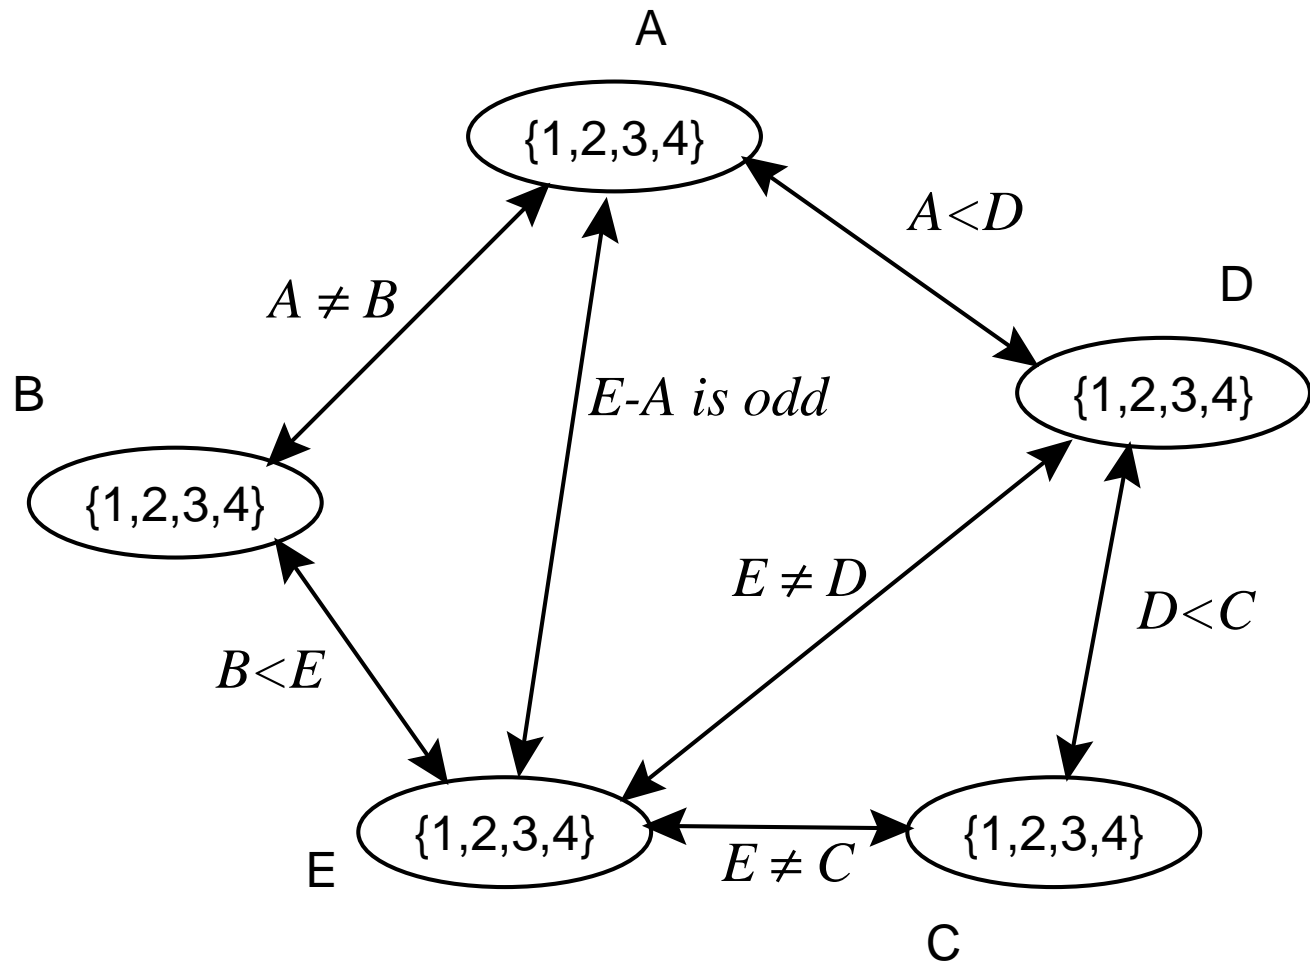 A
{1,2,3,4}
A<D
D
A ≠ B
B
E-A is odd
{1,2,3,4}
{1,2,3,4}
E ≠ D
D<C
B<E
{1,2,3,4}
{1,2,3,4}
E ≠ C
E
C